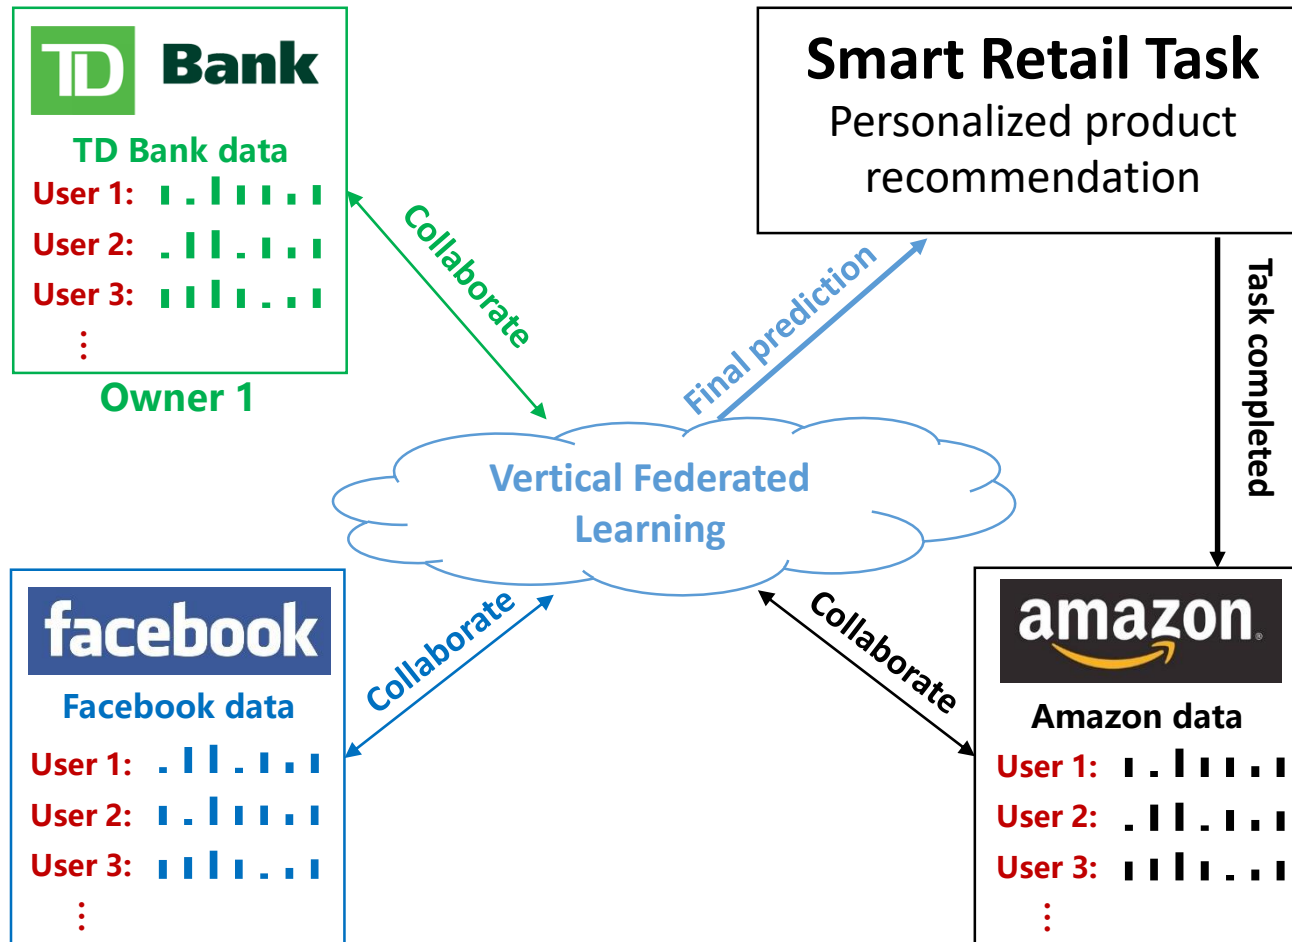 TD Bank
TD Bank data
User 1:
User 2:
User 3:
Owner 1
Smart Retail Task
Personalized product
recommendation
Collaborate
Final prediction
Task completed
Vertical Federated
Learning
facebook
Facebook data
User 1:
User 2:
User 3:
Collaborate
Collaborate
amazon
Amazon data
User 1:
User 2:
User 3: